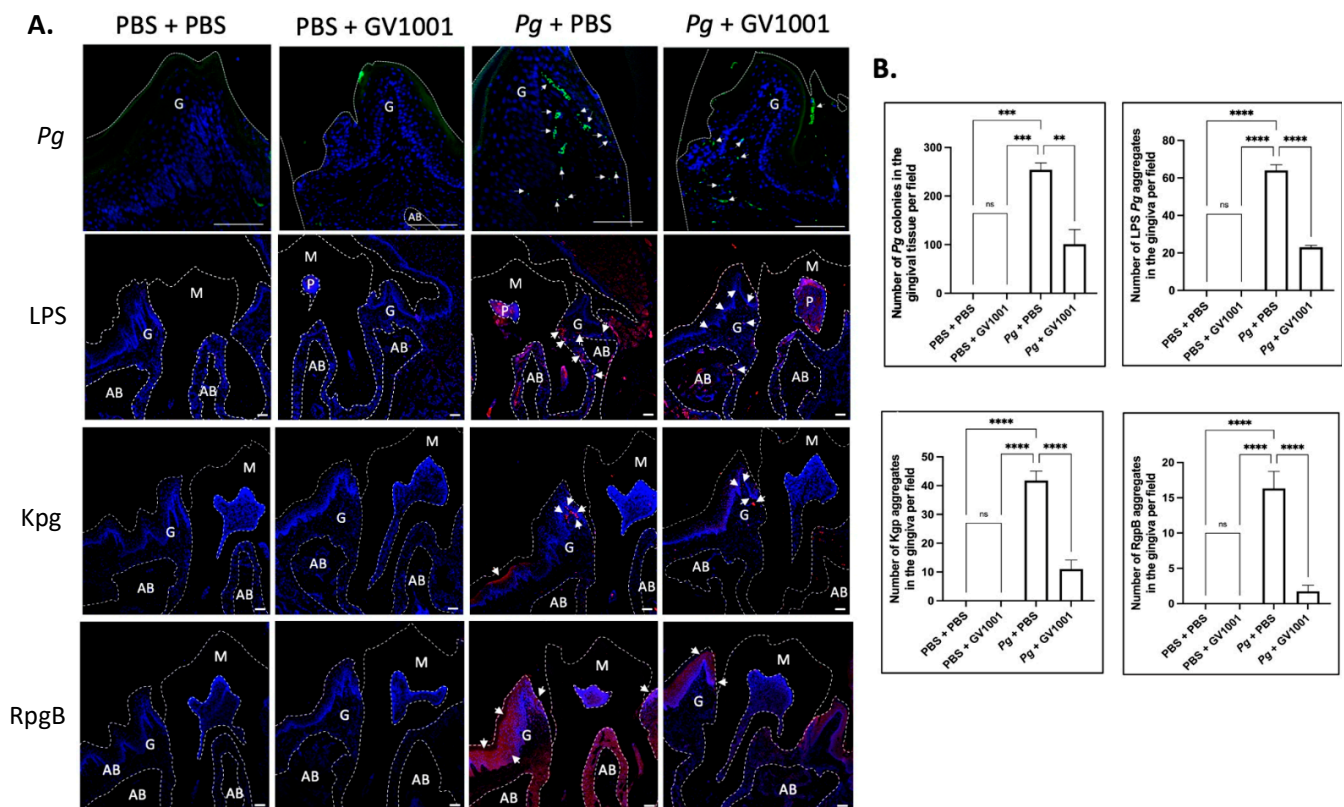 A.
PBS + PBS
PBS + GV1001
Pg + PBS
Pg + GV1001
Pg
G
G
AB
G
G
LPS
M
G
AB
AB
M
P
G
AB
AB
M
P
G
AB
AB
M
P
G
AB
AB
Kpg
M
G
AB
AB
M
G
AB
AB
M
G
AB
AB
M
G
AB
AB
RpgB
M
G
AB
AB
AB
M
G
AB
AB
M
G
AB
M
G
AB
B.
***
***
**
ns
300
200
100
0
Number of Pg colonies in the
gingival tissue per field
PBS + PBS
PBS + GV1001
Pg + PBS
Pg + GV1001
****
****
****
ns
80
60
40
20
0
Number of LPS Pg aggregates
in the gingiva per field
PBS + PBS
PBS + GV1001
Pg + PBS
Pg + GV1001
****
****
****
ns
50
40
30
20
10
0
Number of Kgp aggregates
in the gingiva per field
PBS + PBS
PBS + GV1001
Pg + PBS
Pg + GV1001
****
****
****
ns
20
15
10
5
0
Number of RgpB aggregates
in the gingiva per field
PBS + PBS
PBS + GV1001
Pg + PBS
Pg + GV1001